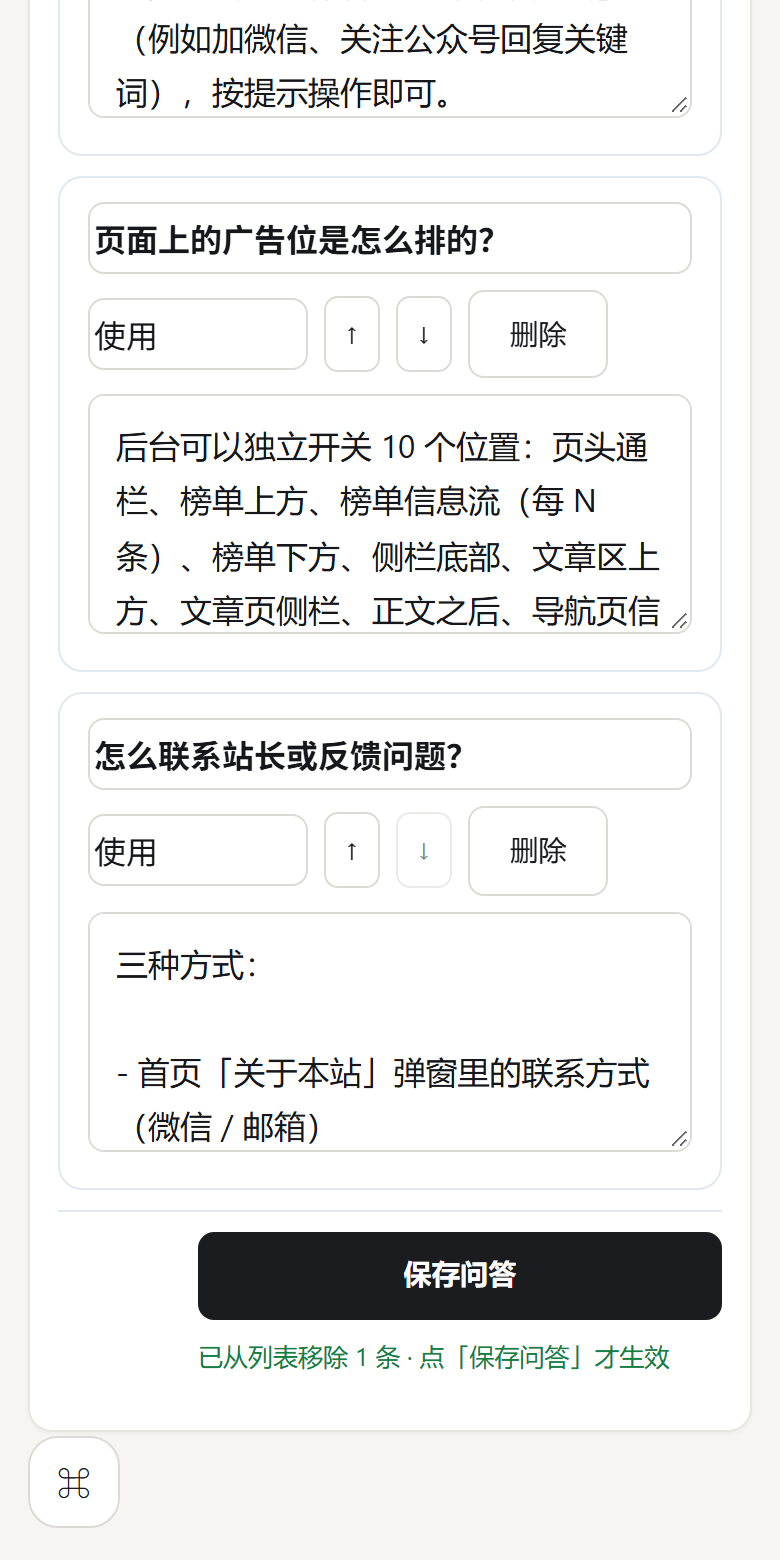 （例如加微信、关注公众号回复关键
词），按提示操作即可。
页面上的广告位是怎么排的？
使用
↑
↓
删除
后台可以独立开关 10 个位置：页头通
栏、榜单上方、榜单信息流（每 N
条）、榜单下方、侧栏底部、文章区上
方、文章页侧栏、正文之后、导航页信
怎么联系站长或反馈问题？
使用
↑
↓
删除
三种方式：
- 首页「关于本站」弹窗里的联系方式
（微信 / 邮箱）
保存问答
已从列表移除 1 条 · 点「保存问答」才生效
⌘